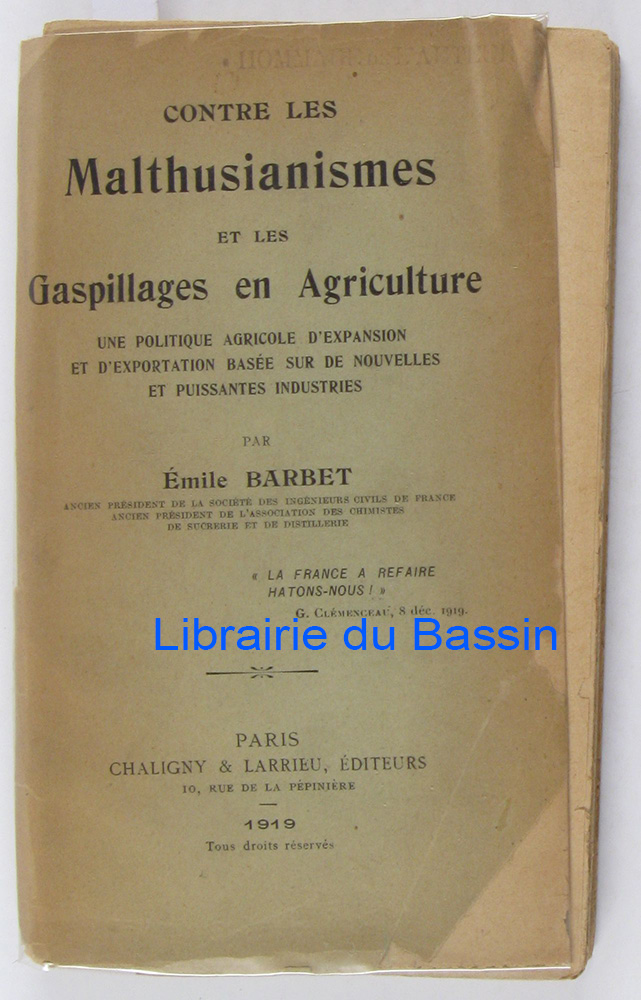 CONTRE LES
Malthusianismes
ET LES
Gaspillages en Agriculture
UNE POLITIQUE AGRICOLE D'EXPANSION
ET D'EXPORTATION BASÉE SUR DE NOUVELLES
ET PUISSANTES INDUSTRIES
PAR
Émile BARBET
ANCIEN PRÉSIDENT DE LA SOCIÉTÉ DES INGÉNIEURS CIVILS DE FRANCE
ANCIEN PRÉSIDENT DE L'ASSOCIATION DES CHIMISTES
DE SUCRERIE ET DE DISTILLERIE
« LA FRANCE A REFAIRE
HATONS-NOUS ! »
G. CLÉMENCEAU, 8 déc. 1919.
Librairie du Bassin
PARIS
CHALIGNY & LARRIEU, ÉDITEURS
10, RUE DE LA PÉPINIÈRE
1919
Tous droits réservés